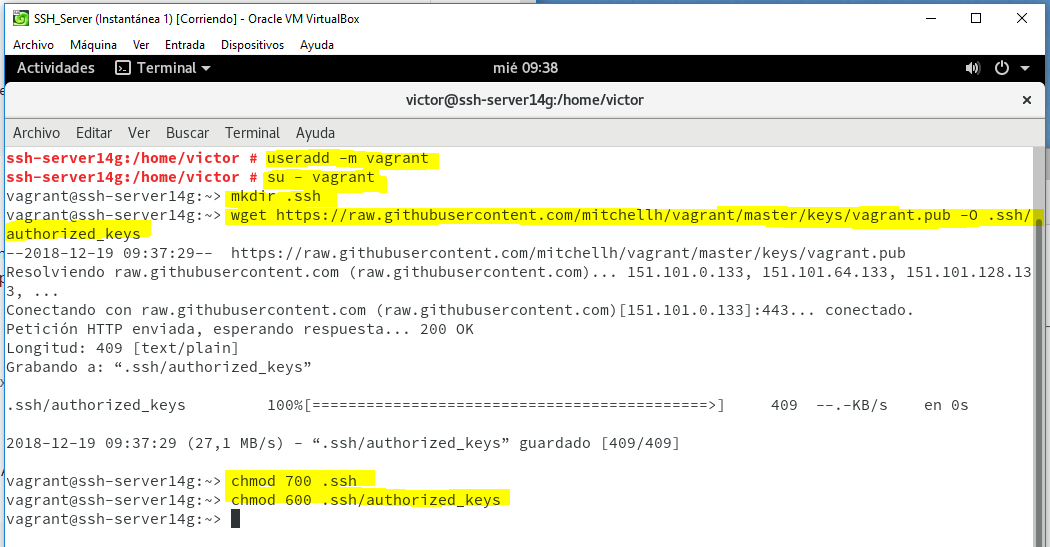 SSH_Server (Instantánea 1) [Corriendo] - Oracle VM VirtualBox
Archivo Máquina Ver Entrada Dispositivos Ayuda
Actividades Terminal mié 09:38
victor@ssh-server14g:/home/victor
Archivo Editar Ver Buscar Terminal Ayuda
ssh-server14g:/home/victor # useradd -m vagrant
ssh-server14g:/home/victor # su - vagrant
vagrant@ssh-server14g:~> mkdir .ssh
vagrant@ssh-server14g:~> wget https://raw.githubusercontent.com/mitchellh/vagrant/master/keys/vagrant.pub -O .ssh/
authorized_keys
--2018-12-19 09:37:29-- https://raw.githubusercontent.com/mitchellh/vagrant/master/keys/vagrant.pub
Resolviendo raw.githubusercontent.com (raw.githubusercontent.com)... 151.101.0.133, 151.101.64.133, 151.101.128.13
3, ...
Conectando con raw.githubusercontent.com (raw.githubusercontent.com)[151.101.0.133]:443... conectado.
Petición HTTP enviada, esperando respuesta... 200 OK
Longitud: 409 [text/plain]
Grabando a: “.ssh/authorized_keys”
.ssh/authorized_keys 100%[============================================>] 409 --.-KB/s en 0s
2018-12-19 09:37:29 (27,1 MB/s) - “.ssh/authorized_keys” guardado [409/409]
vagrant@ssh-server14g:~> chmod 700 .ssh
vagrant@ssh-server14g:~> chmod 600 .ssh/authorized_keys
vagrant@ssh-server14g:~>